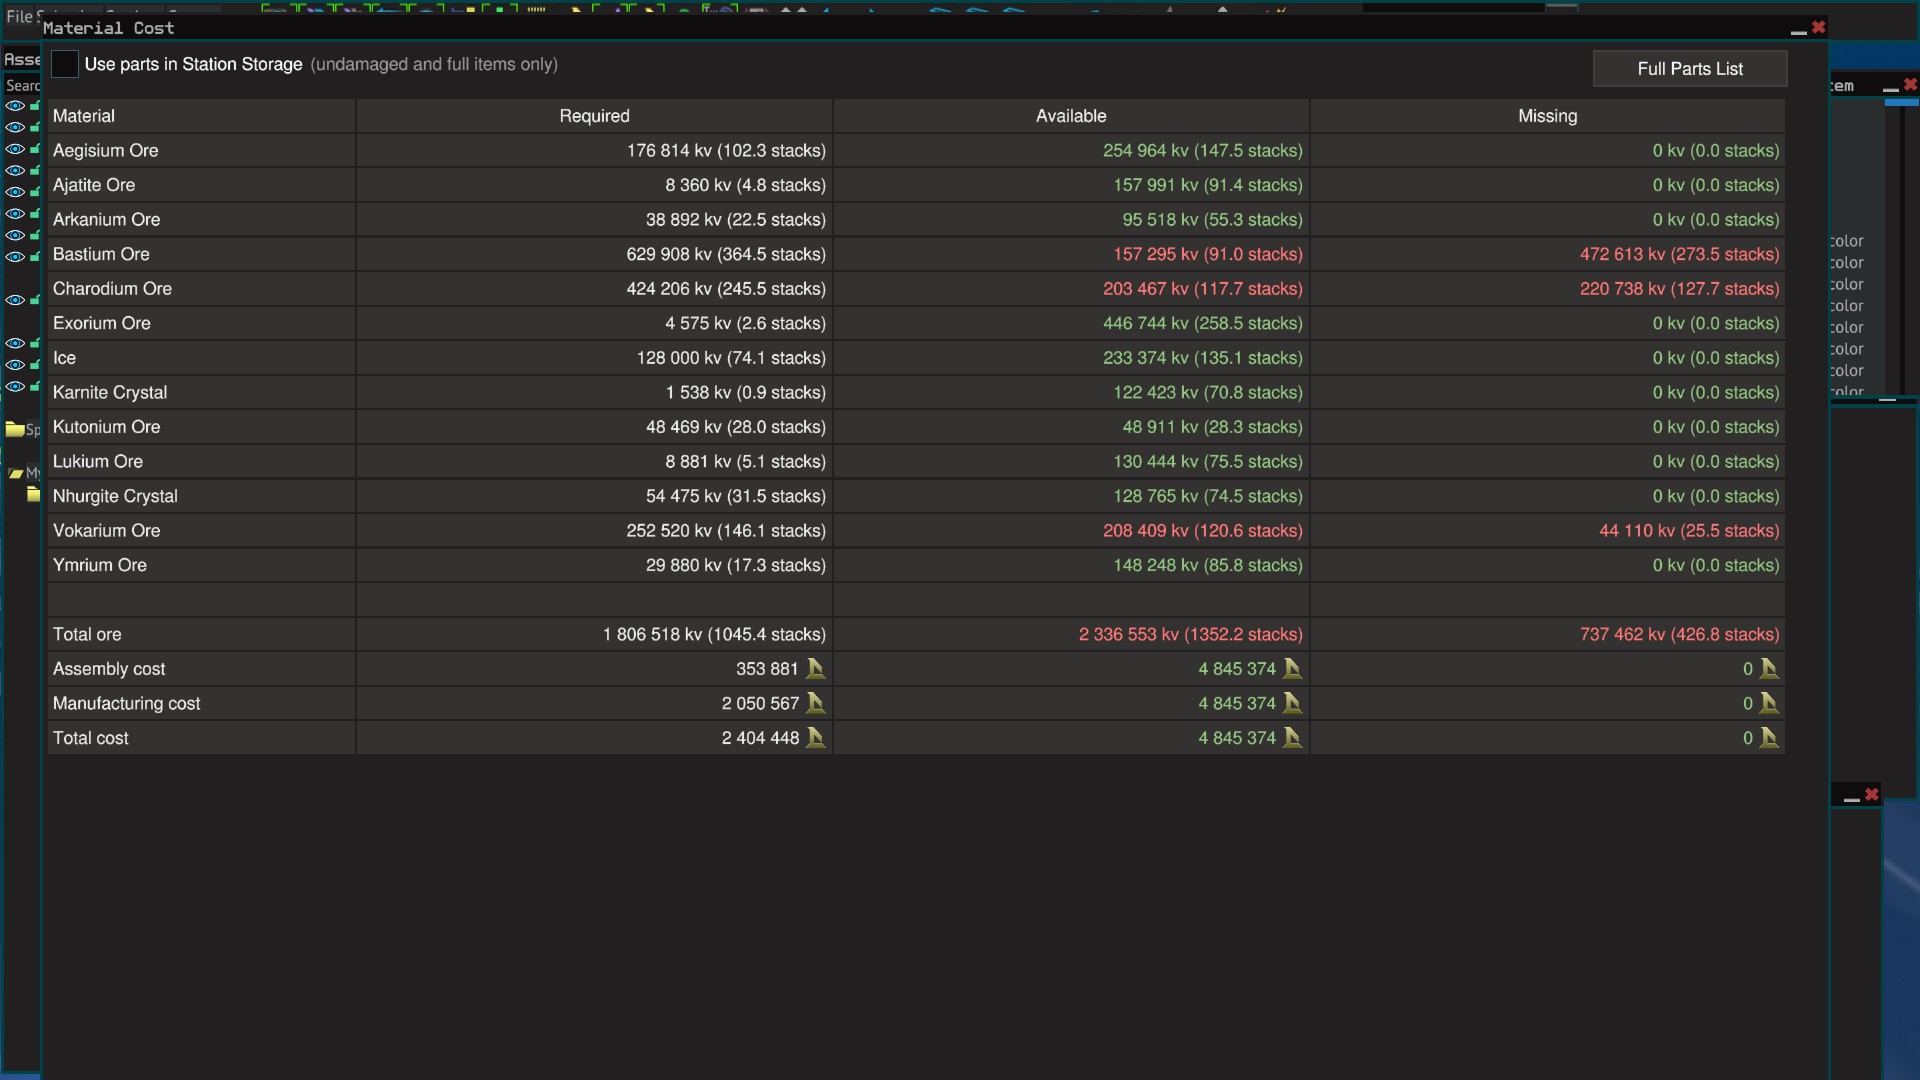 File
Material Cost
Asse
Use parts in Station Storage (undamaged and full items only)
Full Parts List
Searc
tem
Material Required Available Missing
Aegisium Ore 176 814 kv (102.3 stacks) 254 964 kv (147.5 stacks) 0 kv (0.0 stacks)
Ajatite Ore 8 360 kv (4.8 stacks) 157 991 kv (91.4 stacks) 0 kv (0.0 stacks)
Arkanium Ore 38 892 kv (22.5 stacks) 95 518 kv (55.3 stacks) 0 kv (0.0 stacks)
color
Bastium Ore 629 908 kv (364.5 stacks) 157 295 kv (91.0 stacks) 472 613 kv (273.5 stacks)
color
Charodium Ore 424 206 kv (245.5 stacks) 203 467 kv (117.7 stacks) 220 738 kv (127.7 stacks)
color
color
Exorium Ore 4 575 kv (2.6 stacks) 446 744 kv (258.5 stacks) 0 kv (0.0 stacks)
color
color
Ice 128 000 kv (74.1 stacks) 233 374 kv (135.1 stacks) 0 kv (0.0 stacks)
color
Karnite Crystal 1 538 kv (0.9 stacks) 122 423 kv (70.8 stacks) 0 kv (0.0 stacks)
color
Kutonium Ore 48 469 kv (28.0 stacks) 48 911 kv (28.3 stacks) 0 kv (0.0 stacks)
Sp
Lukium Ore 8 881 kv (5.1 stacks) 130 444 kv (75.5 stacks) 0 kv (0.0 stacks)
My
Nhurgite Crystal 54 475 kv (31.5 stacks) 128 765 kv (74.5 stacks) 0 kv (0.0 stacks)
Vokarium Ore 252 520 kv (146.1 stacks) 208 409 kv (120.6 stacks) 44 110 kv (25.5 stacks)
Ymrium Ore 29 880 kv (17.3 stacks) 148 248 kv (85.8 stacks) 0 kv (0.0 stacks)
Total ore 1 806 518 kv (1045.4 stacks) 2 336 553 kv (1352.2 stacks) 737 462 kv (426.8 stacks)
Assembly cost 353 881 4 845 374 0
Manufacturing cost 2 050 567 4 845 374 0
Total cost 2 404 448 4 845 374 0